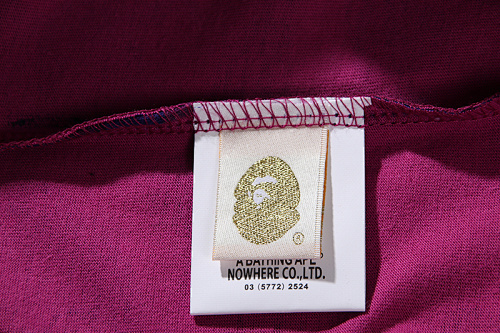 A BATHING APE®
NOWHERE CO.,LTD.
03 (5772) 2524